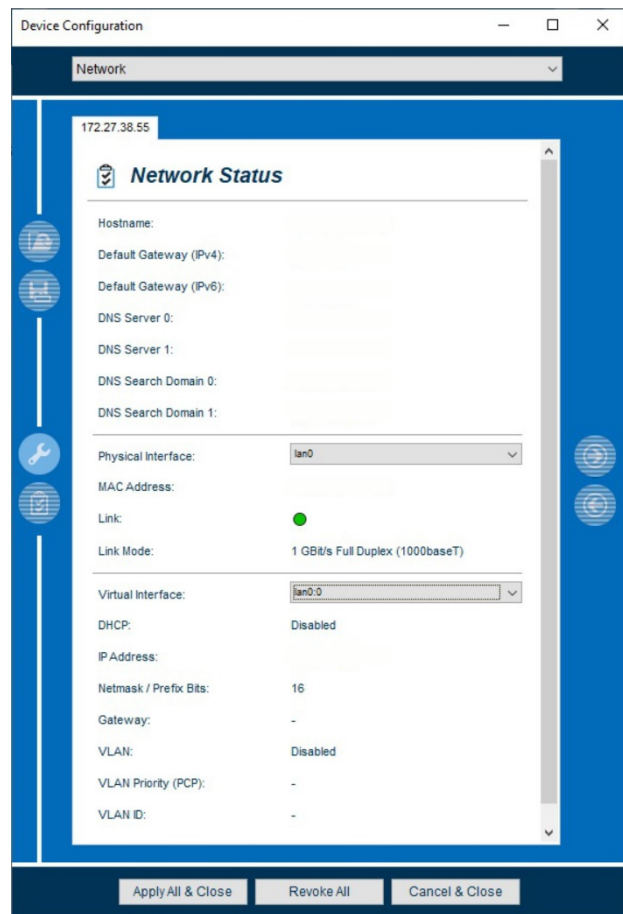 Device Configuration
Network
172.27.38.55
Network Status
Hostname:
Default Gateway (IPv4):
Default Gateway (IPv6):
DNS Server 0:
DNS Server 1:
DNS Search Domain 0:
DNS Search Domain 1:
Physical Interface: lan0
MAC Address:
Link:
Link Mode: 1 GBit/s Full Duplex (1000baseT)
Virtual Interface: lan0:0
DHCP: Disabled
IP Address:
Netmask / Prefix Bits: 16
Gateway: -
VLAN: Disabled
VLAN Priority (PCP): -
VLAN ID: -
Apply All & Close Revoke All Cancel & Close